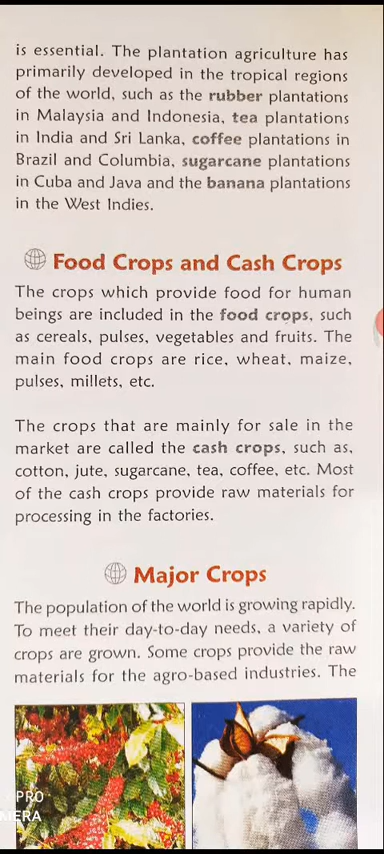 is essential. The plantation agriculture has
primarily developed in the tropical regions
of the world, such as the rubber plantations
in Malaysia and Indonesia, tea plantations
in India and Sri Lanka, coffee plantations in
Brazil and Columbia, sugarcane plantations
in Cuba and Java and the banana plantations
in the West Indies.
Food Crops and Cash Crops
The crops which provide food for human
beings are included in the food crops, such
as cereals, pulses, vegetables and fruits. The
main food crops are rice, wheat, maize,
pulses, millets, etc.
The crops that are mainly for sale in the
market are called the cash crops, such as,
cotton, jute, sugarcane, tea, coffee, etc. Most
of the cash crops provide raw materials for
processing in the factories.
Major Crops
The population of the world is growing rapidly.
To meet their day-to-day needs, a variety of
crops are grown. Some crops provide the raw
materials for the agro-based industries. The
PRO
MERA